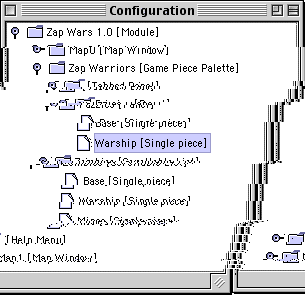 Configuration
Zap Wars 1.0 [Module]
Map0 [Map Window]
Zap Warriors [Game Piece Palette]
Base [Single piece]
Warship [Single piece]
Base [Single piece]
Warship [Single piece]
[Help Menu]
Map1 [Map Window]